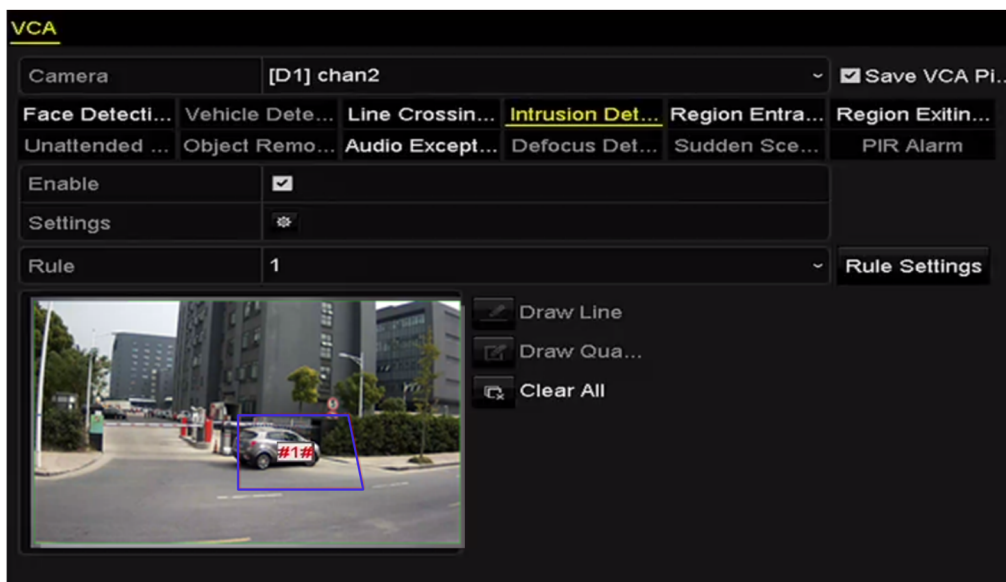 VCA
Camera [D1] chan2 Save VCA Pi...
Face Detecti... Vehicle Dete... Line Crossin... Intrusion Det... Region Entra... Region Exitin...
Unattended ... Object Remo... Audio Except... Defocus Det... Sudden Sce... PIR Alarm
Enable
Settings
Rule 1 Rule Settings
Draw Line
Draw Qua...
Clear All
#1#